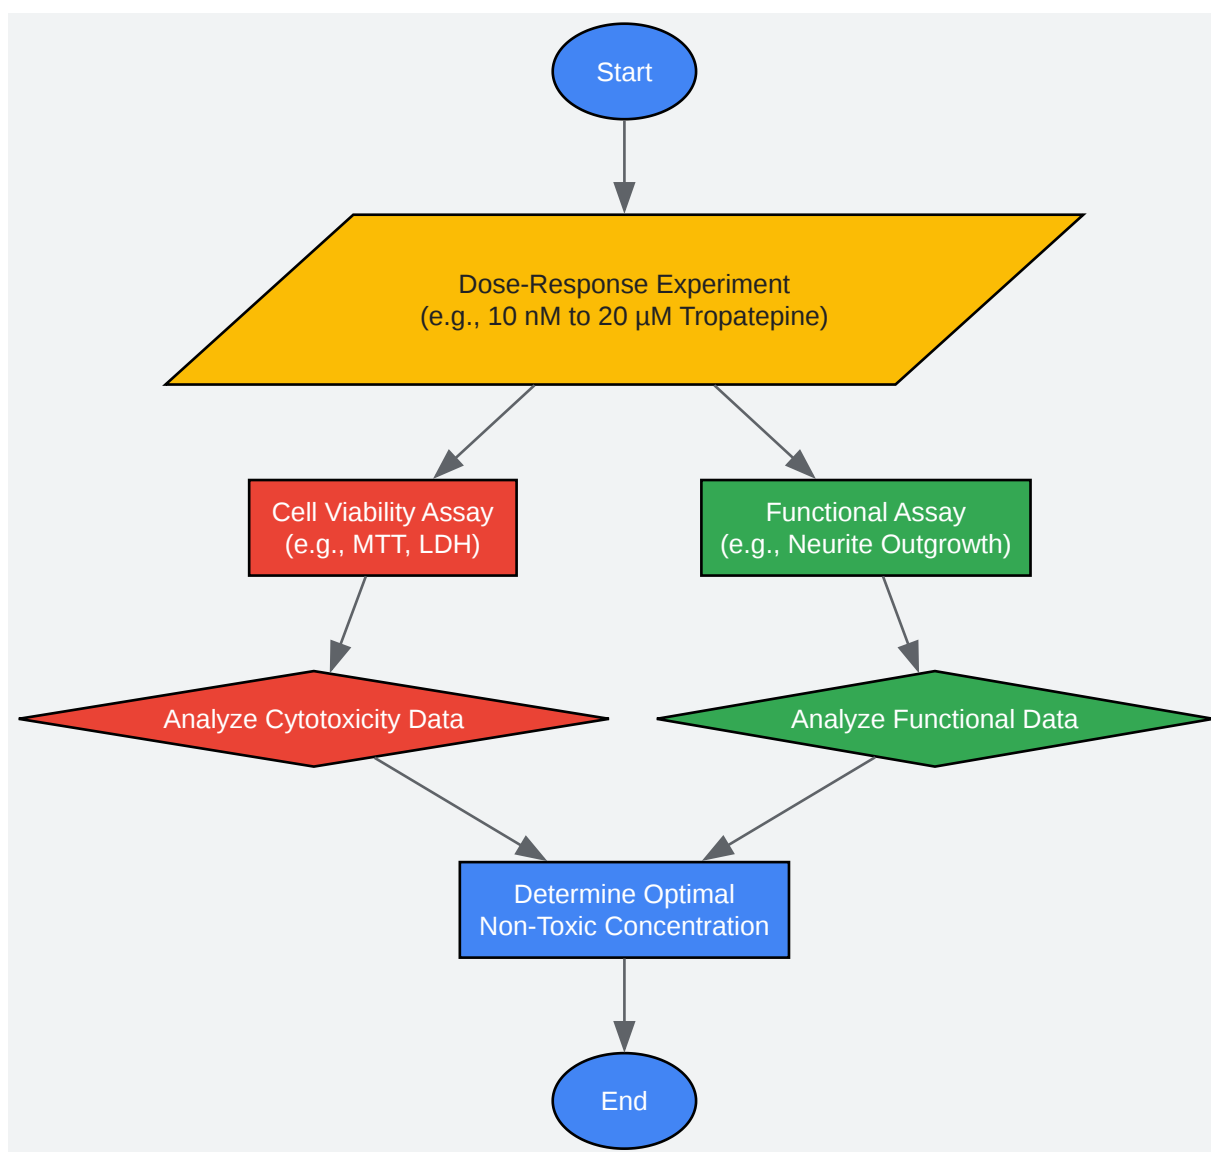 Start
Dose-Response Experiment
(e.g., 10 nM to 20 µM Tropatepine)
Cell Viability Assay
(e.g., MTT, LDH)
Functional Assay
(e.g., Neurite Outgrowth)
Analyze Cytotoxicity Data
Analyze Functional Data
Determine Optimal
Non-Toxic Concentration
End